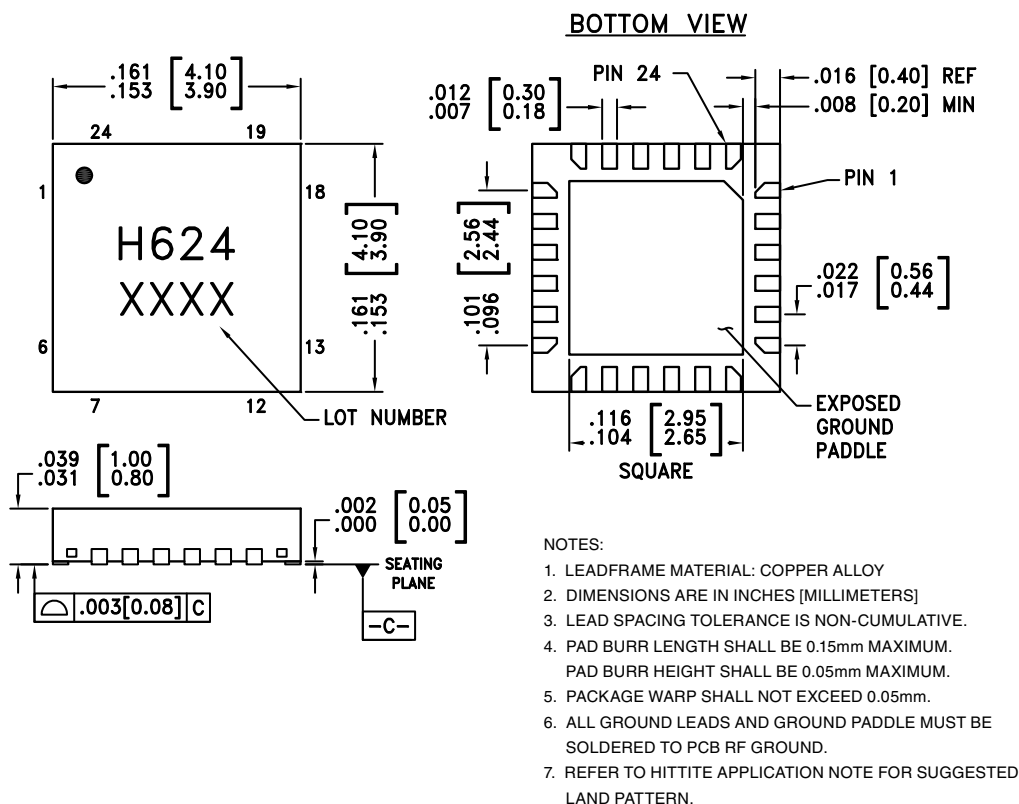 BOTTOM VIEW
.161 [4.10]
.153 [3.90]
24
19
1
18
H624
XXXX
6
13
7
12
LOT NUMBER
[4.10]
[3.90]
.161
.153
.012 [0.30]
.007 [0.18]
PIN 24
.016 [0.40] REF
.008 [0.20] MIN
PIN 1
[2.56]
[2.44]
.101
.096
.022 [0.56]
.017 [0.44]
.116 [2.95]
.104 [2.65]
SQUARE
EXPOSED
GROUND
PADDLE
.039 [1.00]
.031 [0.80]
.002 [0.05]
.000 [0.00]
SEATING
PLANE
.003[0.08] C
-C-
NOTES:
1. LEADFRAME MATERIAL: COPPER ALLOY
2. DIMENSIONS ARE IN INCHES [MILLIMETERS]
3. LEAD SPACING TOLERANCE IS NON-CUMULATIVE.
4. PAD BURR LENGTH SHALL BE 0.15mm MAXIMUM.
PAD BURR HEIGHT SHALL BE 0.05mm MAXIMUM.
5. PACKAGE WARP SHALL NOT EXCEED 0.05mm.
6. ALL GROUND LEADS AND GROUND PADDLE MUST BE
SOLDERED TO PCB RF GROUND.
7. REFER TO HITTITE APPLICATION NOTE FOR SUGGESTED
LAND PATTERN.